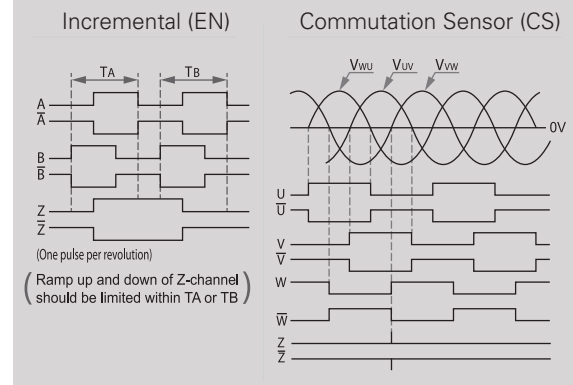 Incremental (EN)
TA
TB
A
A̅
B
B̅
Z
Z̅
(One pulse per revolution)
(Ramp up and down of Z-channel
should be limited within TA or TB)
Commutation Sensor (CS)
VWU
VUV
VVW
0V
U
U̅
V
V̅
W
W̅
Z
Z̅